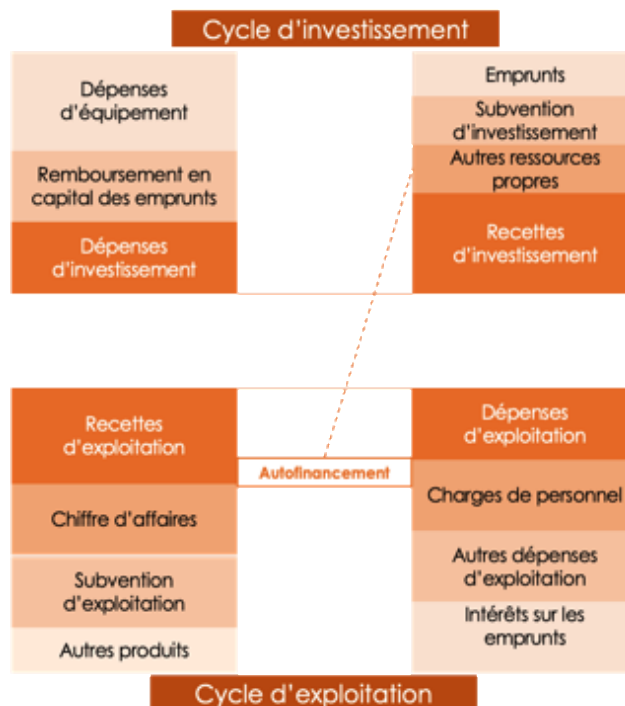 Cycle d'investissement
Dépenses
d'équipement
Remboursement en
capital des emprunts
Dépenses
d'investissement
Emprunts
Subvention
d'investissement
Autres ressources
propres
Recettes
d'investissement
Recettes
d'exploitation
Chiffre d'affaires
Subvention
d'exploitation
Autres produits
Autofinancement
Dépenses
d'exploitation
Charges de personnel
Autres dépenses
d'exploitation
Intérêts sur les
emprunts
Cycle d'exploitation